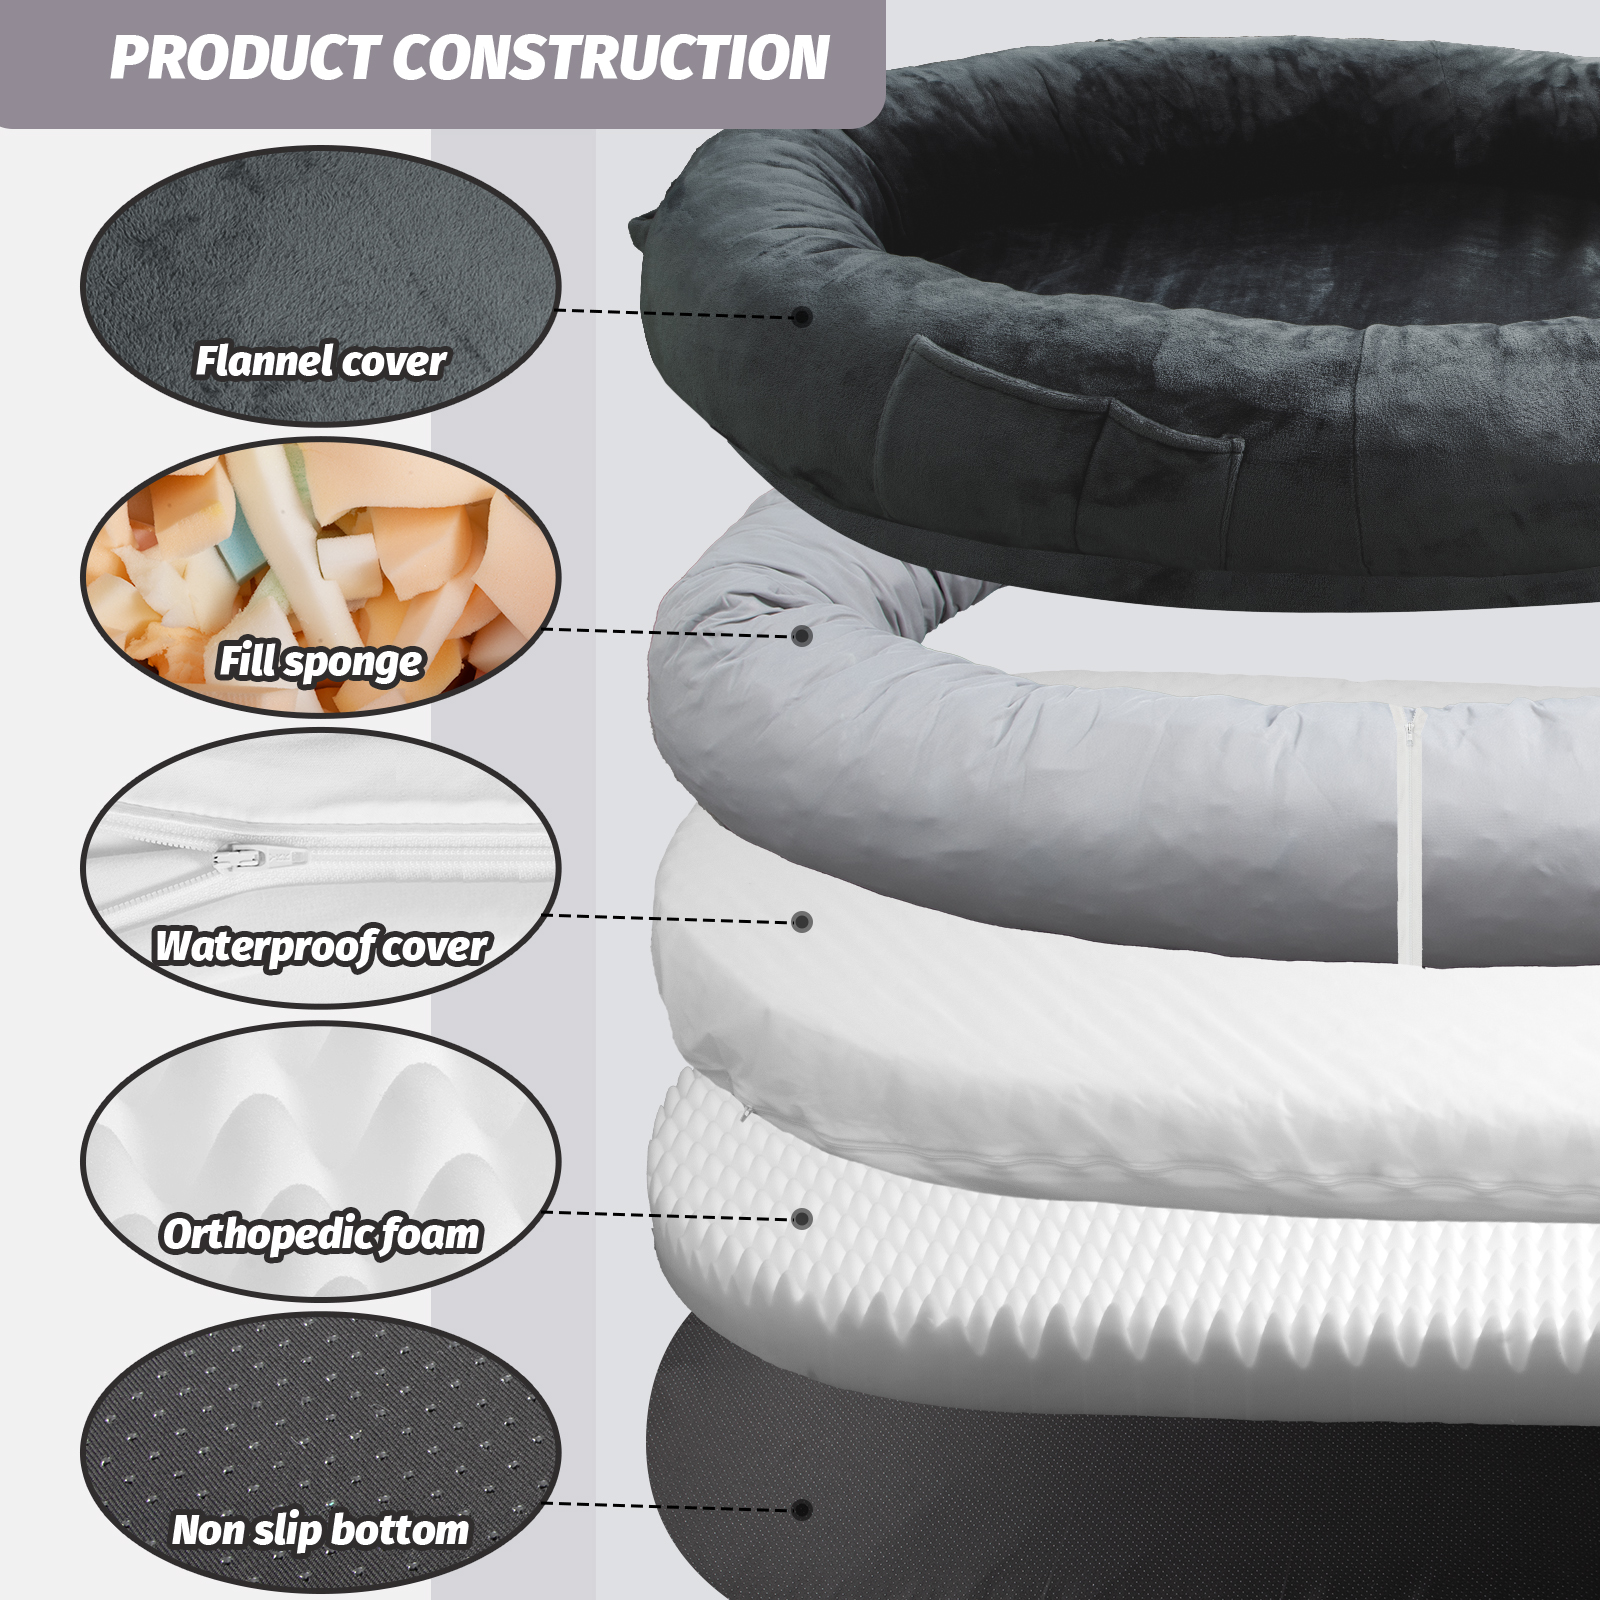 PRODUCT CONSTRUCTION
Flannel cover
Fill sponge
Waterproof cover
Orthopedic foam
Non slip bottom